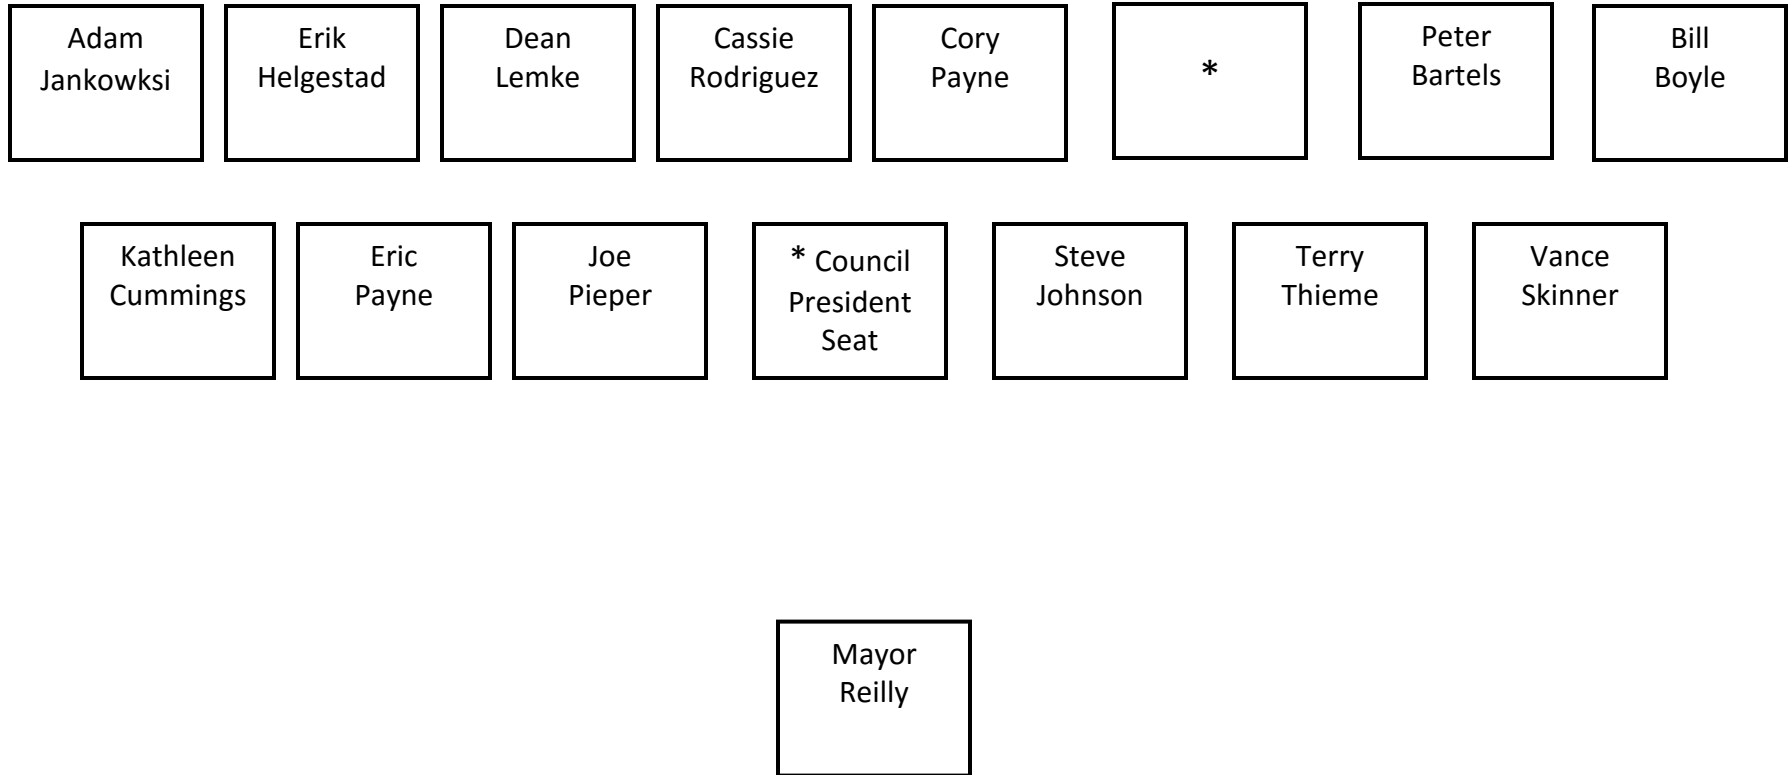 Adam
Jankowksi
Erik
Helgestad
Dean
Lemke
Cassie
Rodriguez
Cory
Payne
*
Peter
Bartels
Bill
Boyle
Kathleen
Cummings
Eric
Payne
Joe
Pieper
* Council
President
Seat
Steve
Johnson
Terry
Thieme
Vance
Skinner
Mayor
Reilly